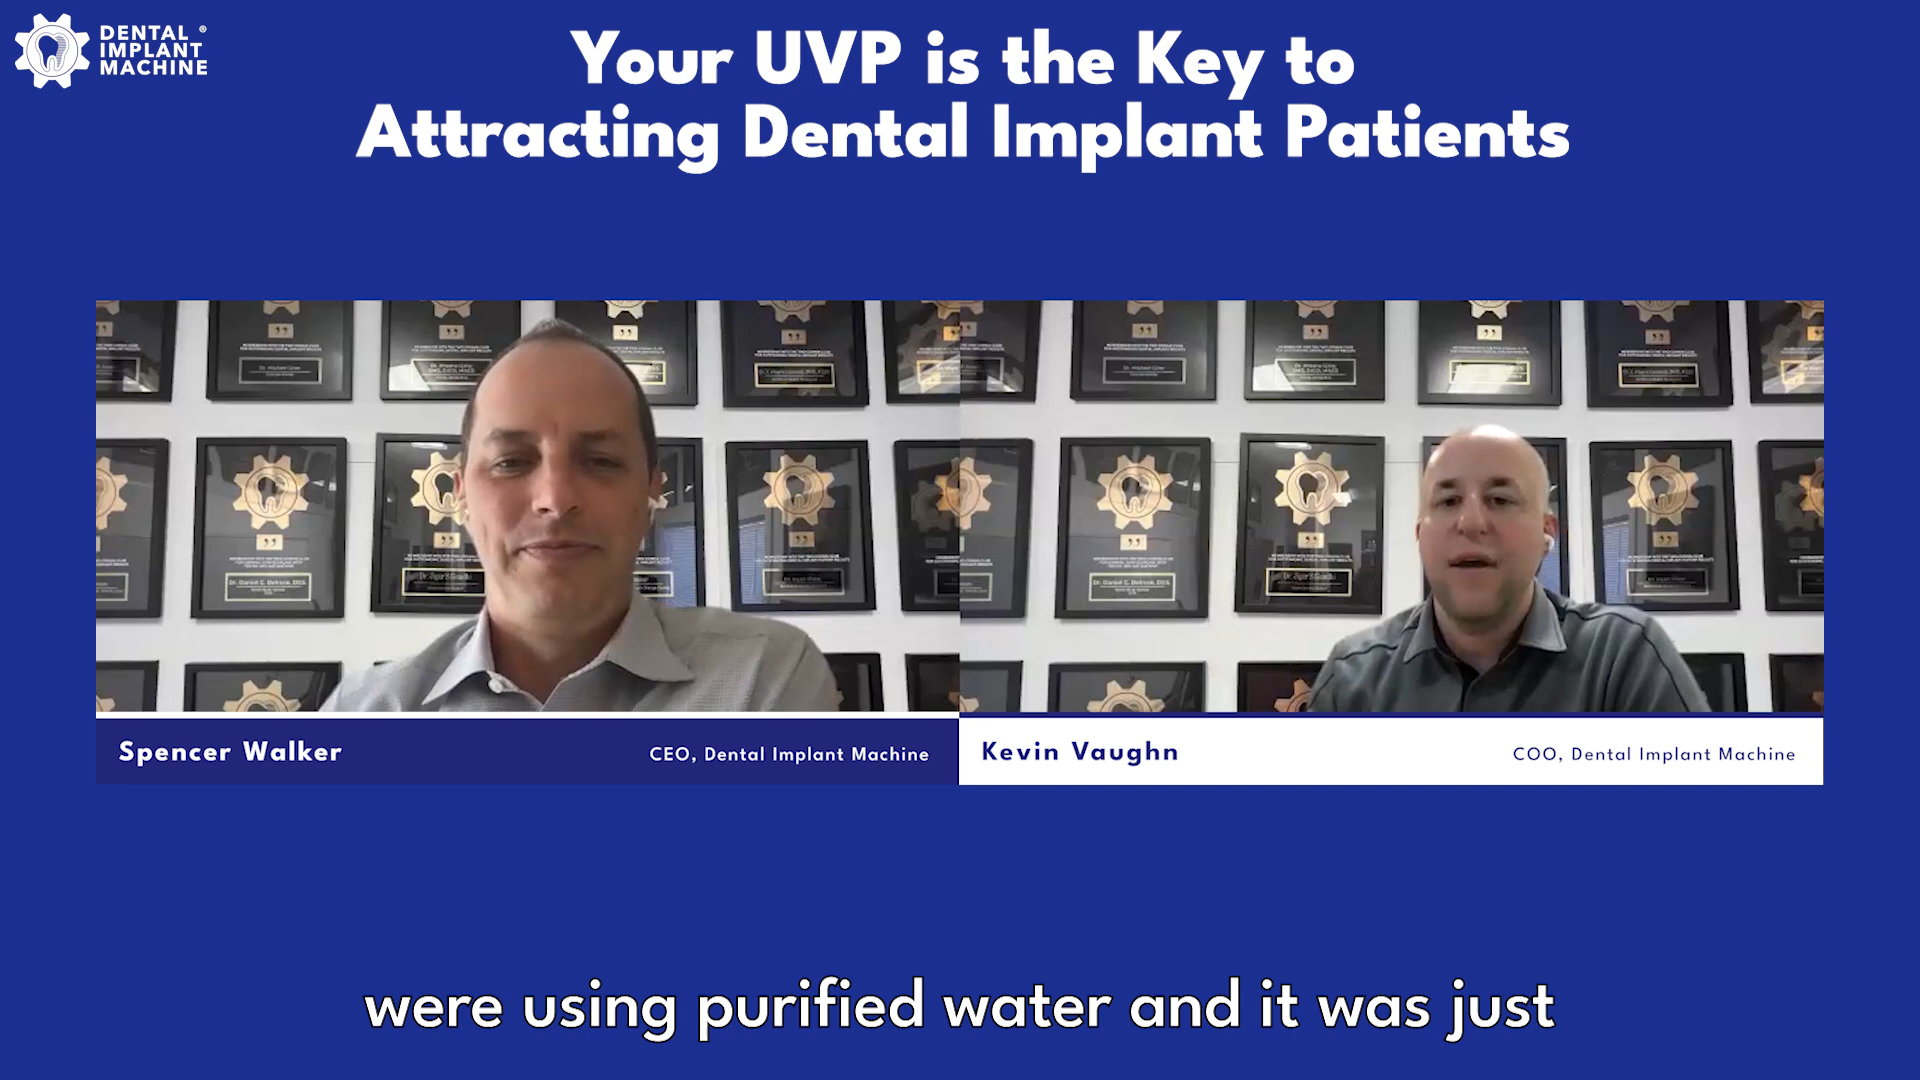 DENTAL ®
IMPLANT
MACHINE
Your UVP is the Key to
Attracting Dental Implant Patients
Spencer Walker
CEO, Dental Implant Machine
Kevin Vaughn
COO, Dental Implant Machine
were using purified water and it was just